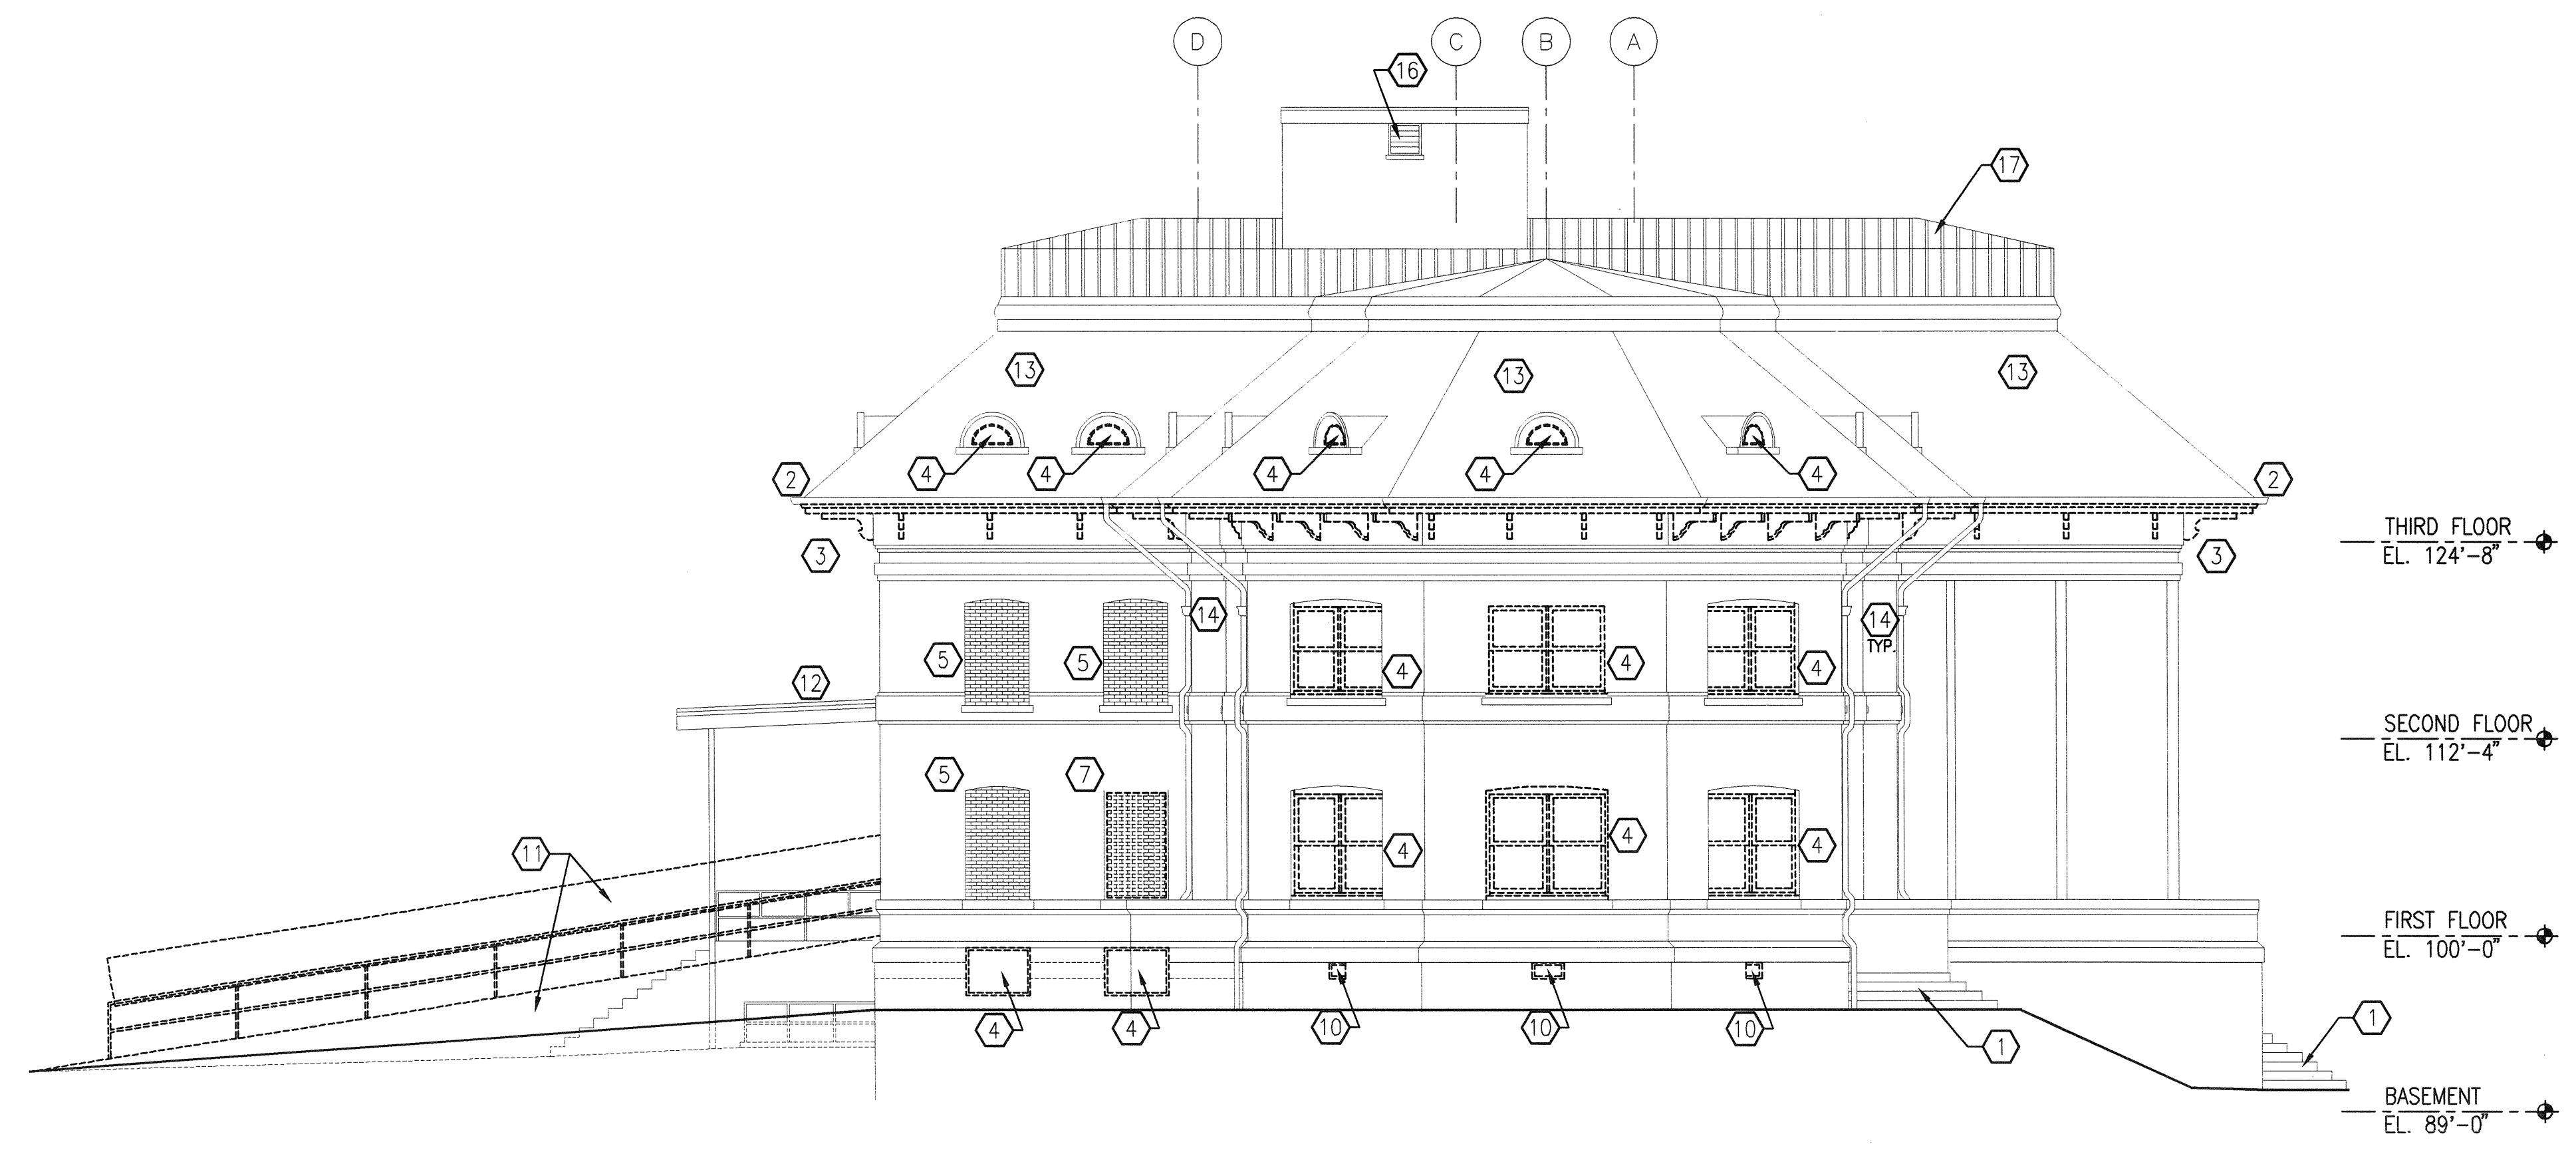 D C B A
16
17
13 13 13
4 4 4 4 4
2 2
THIRD FLOOR
EL. 124'-8"
3 3
14 14
TYP.
5 5 4 4 4
12
SECOND FLOOR
EL. 112'-4"
5 7
4 4 4
11
FIRST FLOOR
EL. 100'-0"
4 4 10 10 10 1 1
BASEMENT
EL. 89'-0"